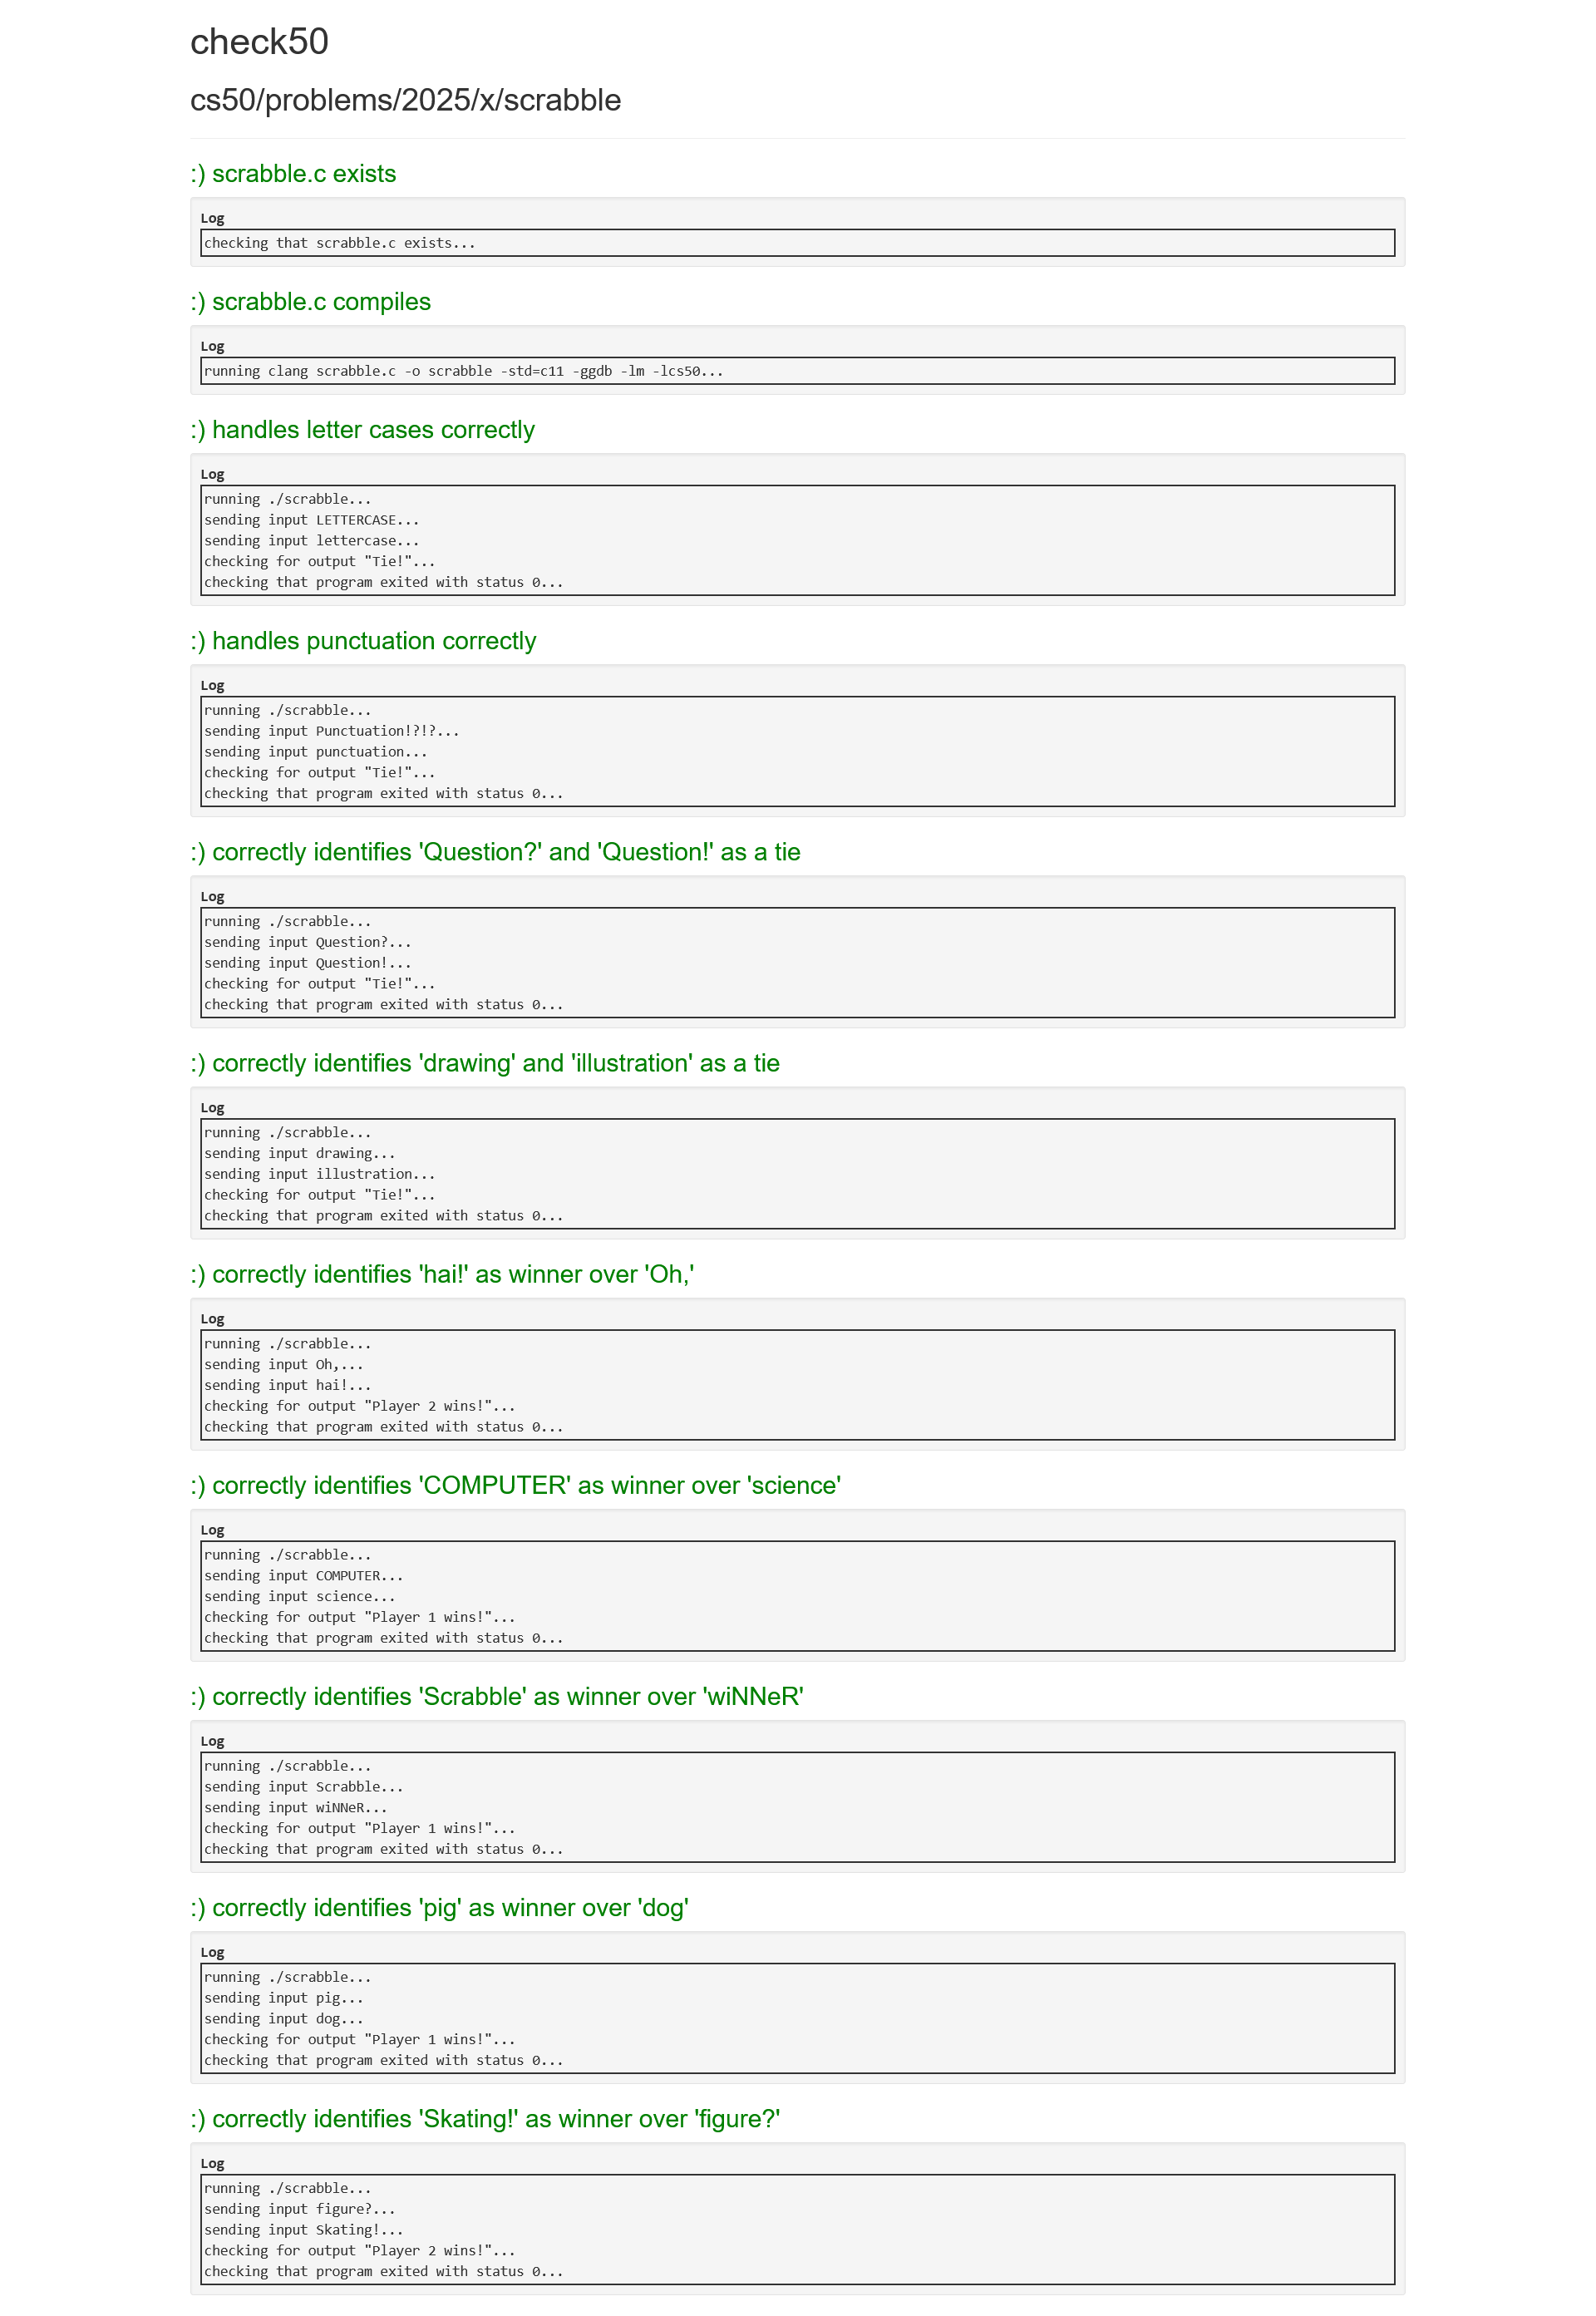 check50
cs50/problems/2025/x/scrabble
:) scrabble.c exists
Log
checking that scrabble.c exists...
:) scrabble.c compiles
Log
running clang scrabble.c -o scrabble -std=c11 -ggdb -lm -lcs50...
:) handles letter cases correctly
Log
running ./scrabble...
sending input LETTERCASE...
sending input lettercase...
checking for output "Tie!"...
checking that program exited with status 0...
:) handles punctuation correctly
Log
running ./scrabble...
sending input Punctuation!?!?...
sending input punctuation...
checking for output "Tie!"...
checking that program exited with status 0...
:) correctly identifies 'Question?' and 'Question!' as a tie
Log
running ./scrabble...
sending input Question?...
sending input Question!...
checking for output "Tie!"...
checking that program exited with status 0...
:) correctly identifies 'drawing' and 'illustration' as a tie
Log
running ./scrabble...
sending input drawing...
sending input illustration...
checking for output "Tie!"...
checking that program exited with status 0...
:) correctly identifies 'hai!' as winner over 'Oh,'
Log
running ./scrabble...
sending input Oh,...
sending input hai!...
checking for output "Player 2 wins!"...
checking that program exited with status 0...
:) correctly identifies 'COMPUTER' as winner over 'science'
Log
running ./scrabble...
sending input COMPUTER...
sending input science...
checking for output "Player 1 wins!"...
checking that program exited with status 0...
:) correctly identifies 'Scrabble' as winner over 'wiNNeR'
Log
running ./scrabble...
sending input Scrabble...
sending input wiNNeR...
checking for output "Player 1 wins!"...
checking that program exited with status 0...
:) correctly identifies 'pig' as winner over 'dog'
Log
running ./scrabble...
sending input pig...
sending input dog...
checking for output "Player 1 wins!"...
checking that program exited with status 0...
:) correctly identifies 'Skating!' as winner over 'figure?'
Log
running ./scrabble...
sending input figure?...
sending input Skating!...
checking for output "Player 2 wins!"...
checking that program exited with status 0...